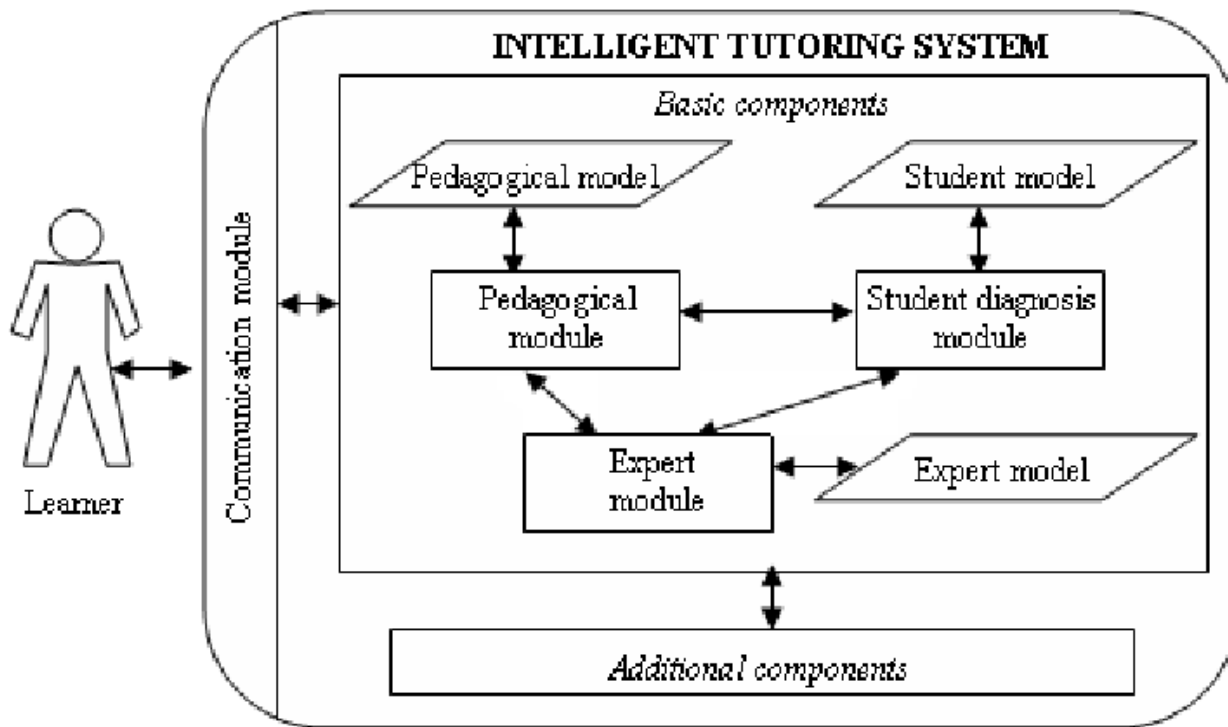 INTELLIGENT TUTORING SYSTEM
Basic components
Pedagogical model
Student model
Pedagogical
module
Student diagnosis
module
Expert
module
Expert model
Communication module
Learner
Additional components